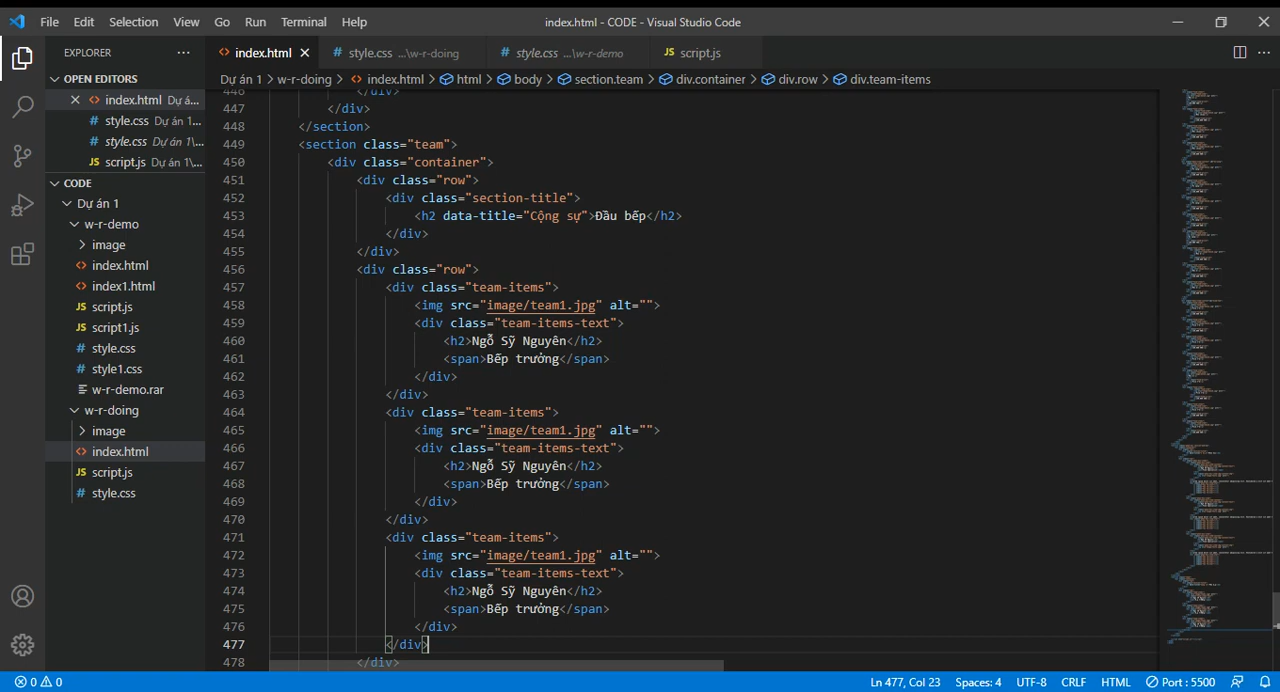 File Edit Selection View Go Run Terminal Help
index.html - CODE - Visual Studio Code
EXPLORER
OPEN EDITORS
index.html Dự á...
style.css Dự án 1...
style.css Dự án 1\...
script.js Dự án 1\...
CODE
Dự án 1
w-r-demo
image
index.html
index1.html
script.js
script1.js
style.css
style1.css
w-r-demo.rar
w-r-doing
image
index.html
script.js
style.css
index.html style.css ...\w-r-doing style.css ...\w-r-demo script.js
Dự án 1 > w-r-doing > index.html > html > body > section.team > div.container > div.row > div.team-items
446 </div>
447 </div>
448 </section>
449 <section class="team">
450 <div class="container">
451 <div class="row">
452 <div class="section-title">
453 <h2 data-title="Cộng sự">Đầu bếp</h2>
454 </div>
455 </div>
456 <div class="row">
457 <div class="team-items">
458 <img src="image/team1.jpg" alt="">
459 <div class="team-items-text">
460 <h2>Ngỗ Sỹ Nguyên</h2>
461 <span>Bếp trưởng</span>
462 </div>
463 </div>
464 <div class="team-items">
465 <img src="image/team1.jpg" alt="">
466 <div class="team-items-text">
467 <h2>Ngỗ Sỹ Nguyên</h2>
468 <span>Bếp trưởng</span>
469 </div>
470 </div>
471 <div class="team-items">
472 <img src="image/team1.jpg" alt="">
473 <div class="team-items-text">
474 <h2>Ngỗ Sỹ Nguyên</h2>
475 <span>Bếp trưởng</span>
476 </div>
477 </div>
478 </div>
0 0
Ln 477, Col 23 Spaces: 4 UTF-8 CRLF HTML Port : 5500